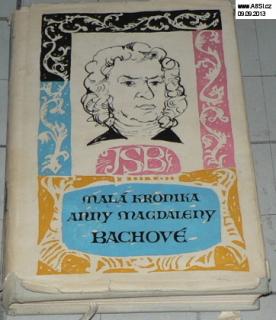 www.ABSI.cz
09.09.2013
JSB
MALÁ KRONIKA
ANNY MAGDALENY
BACHOVÉ